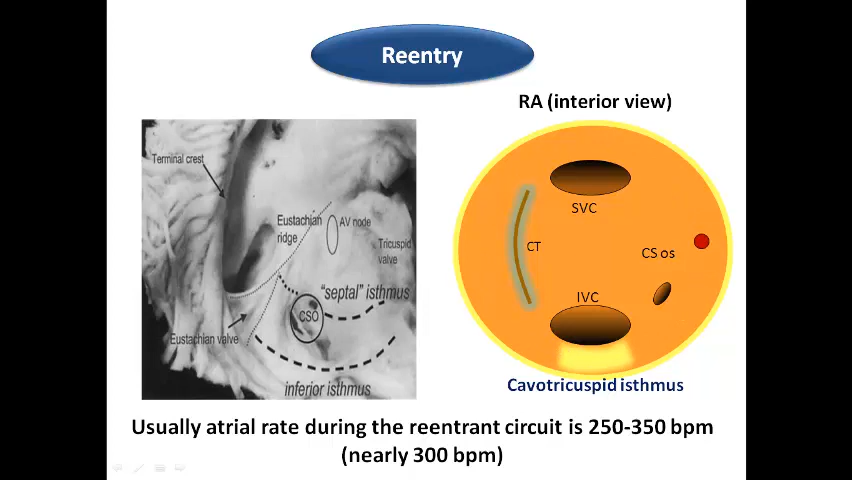 Reentry
RA (interior view)
Terminal crest
Eustachian
ridge
AV node
Tricuspid
valve
"septal" isthmus
CSO
Eustachian valve
inferior isthmus
SVC
CT
CS os
IVC
Cavotricuspid isthmus
Usually atrial rate during the reentrant circuit is 250-350 bpm
(nearly 300 bpm)